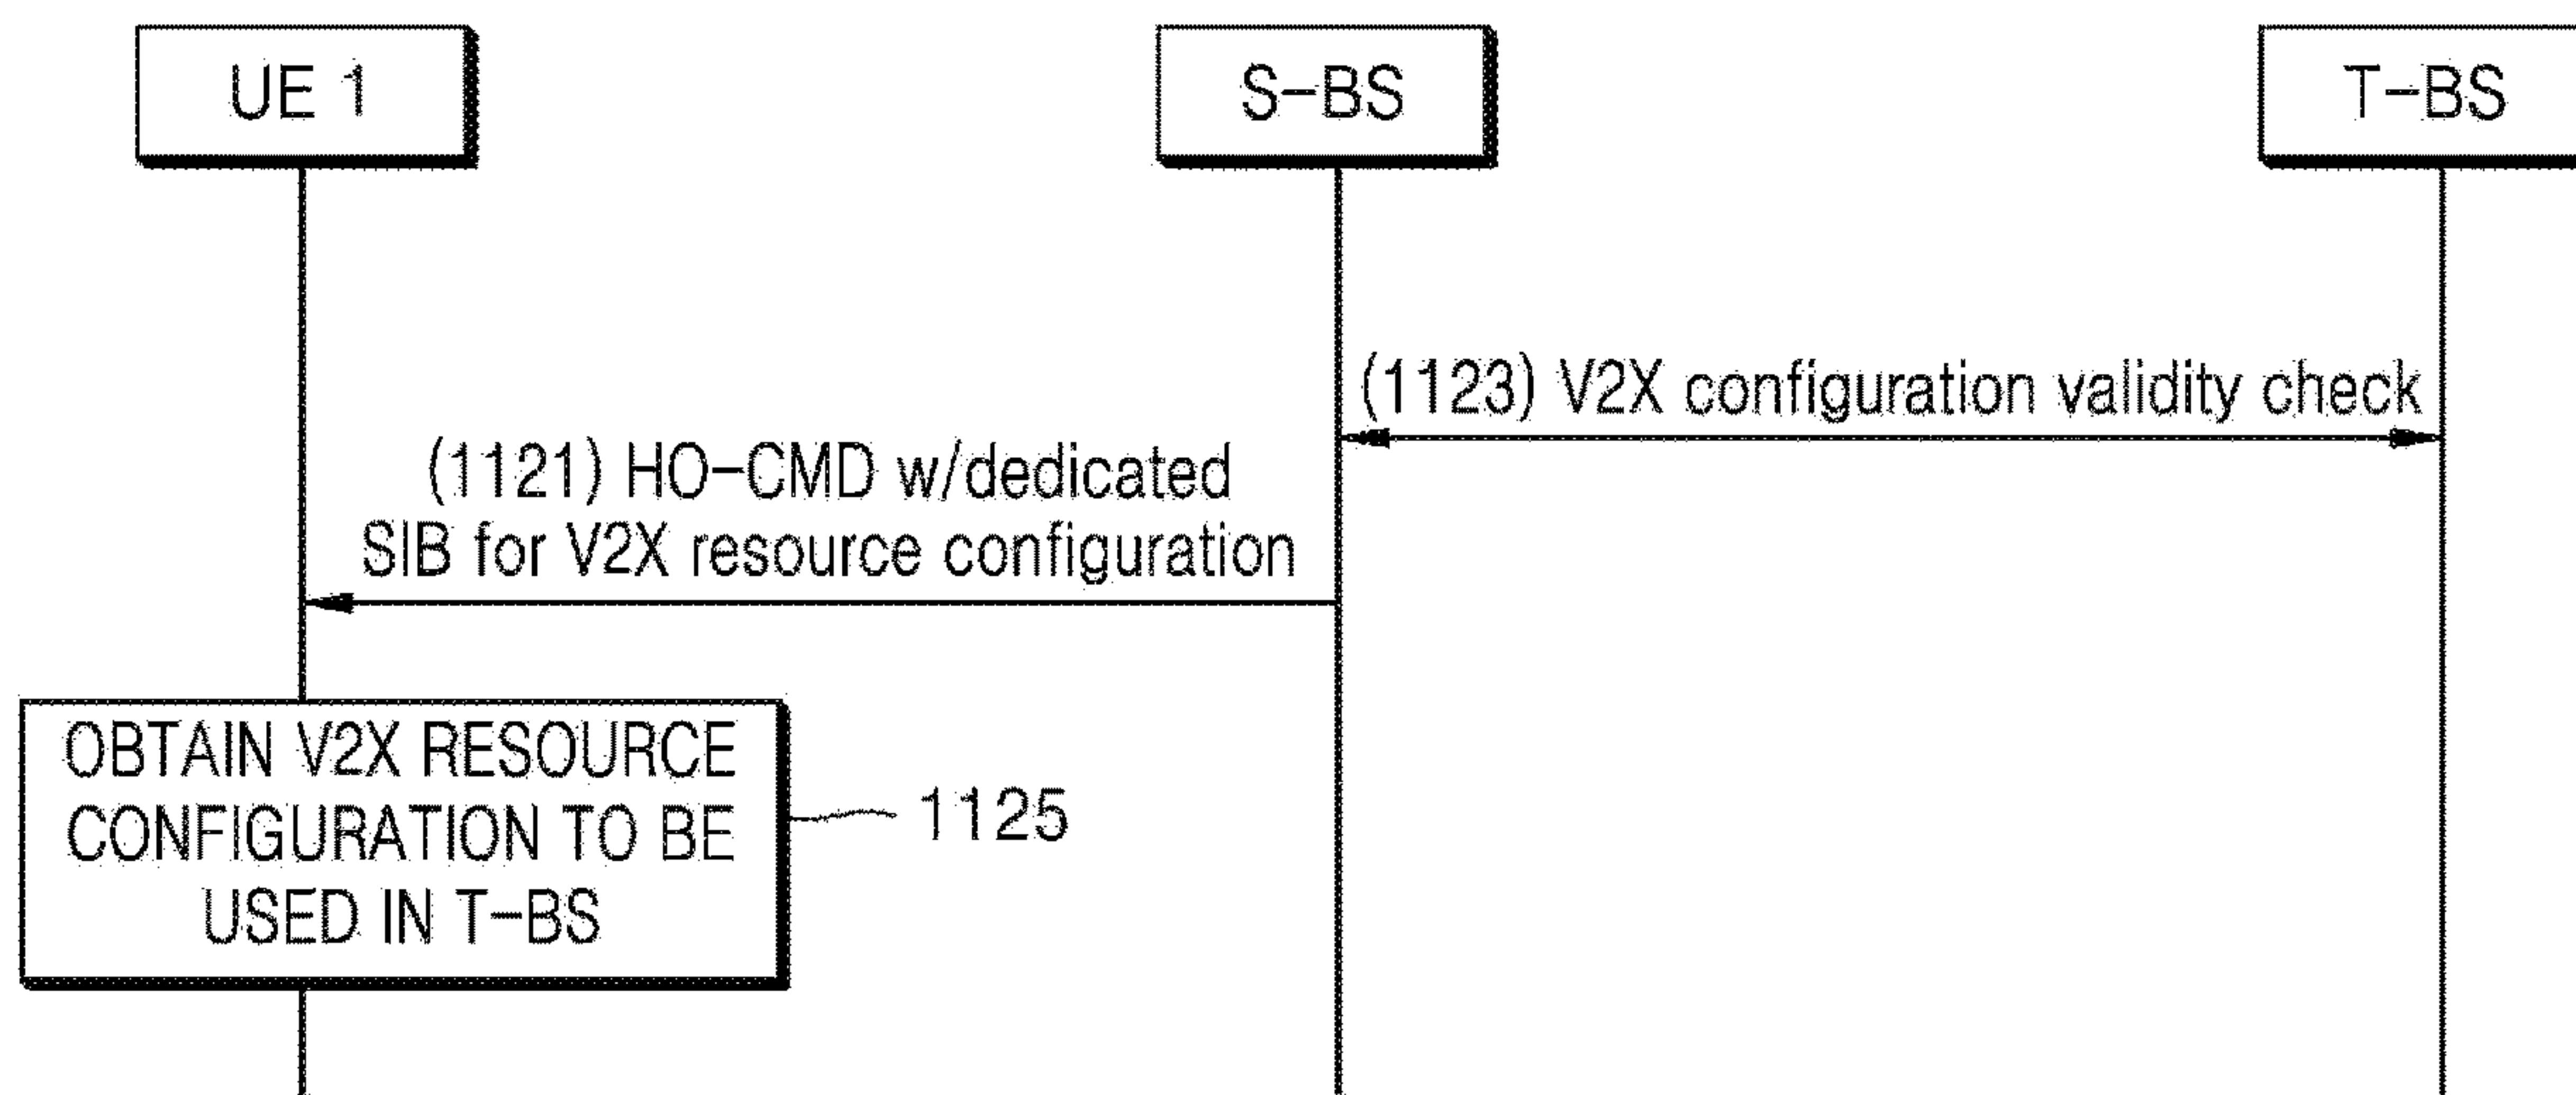 UE 1
S-BS
T-BS
(1123) V2X configuration validity check
(1121) HO-CMD w/dedicated
SIB for V2X resource configuration
OBTAIN V2X RESOURCE
CONFIGURATION TO BE
USED IN T-BS
1125